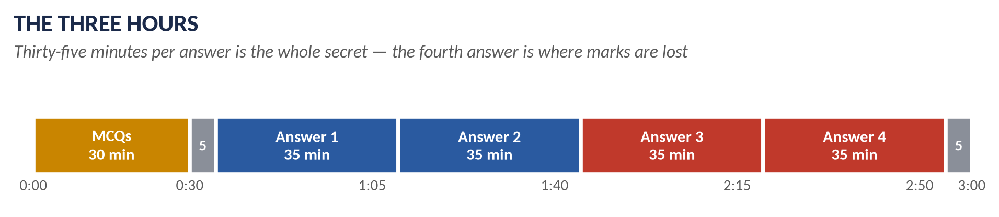 THE THREE HOURS
Thirty-five minutes per answer is the whole secret — the fourth answer is where marks are lost
MCQs
30 min
5
Answer 1
35 min
Answer 2
35 min
Answer 3
35 min
Answer 4
35 min
5
0:00 0:30 1:05 1:40 2:15 2:50 3:00